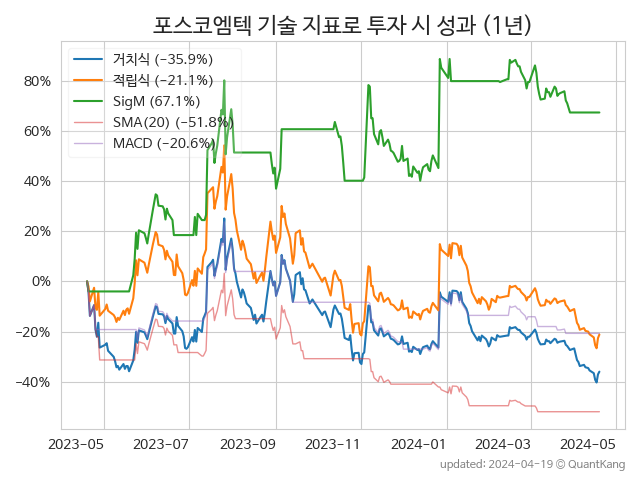 포스코엠텍 기술 지표로 투자 시 성과 (1년)
거치식 (−35.9%)
적립식 (−21.1%)
SigM (67.1%)
SMA(20) (−51.8%)
MACD (−20.6%)
80%
60%
40%
20%
0%
−20%
−40%
2023−05 2023−07 2023−09 2023−11 2024−01 2024−03 2024−05
updated: 2024−04−19 © QuantKang